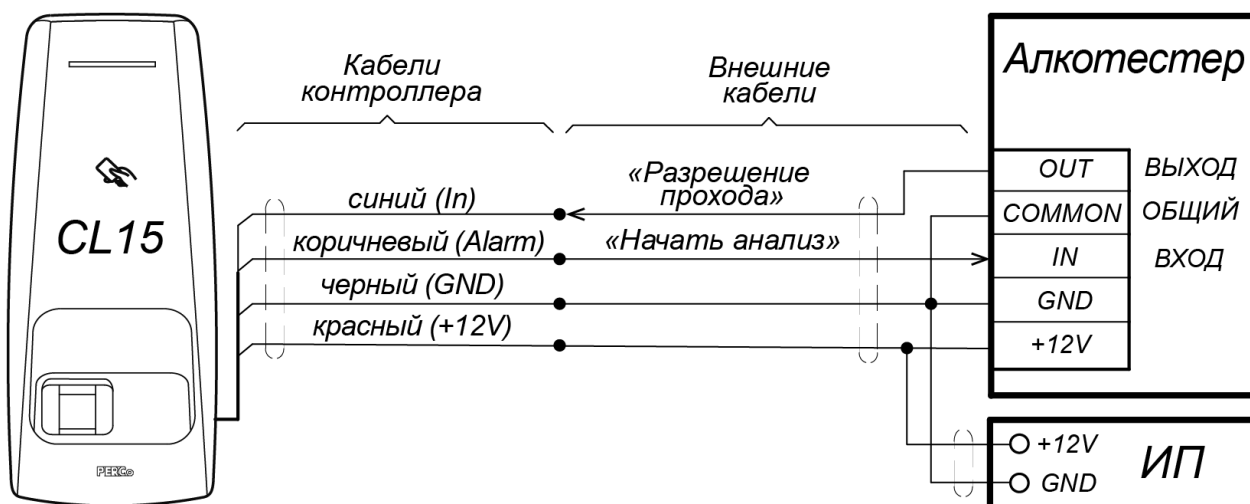 Кабели
контроллера
Внешние
кабели
Алкотестер
«Разрешение
прохода»
OUT ВЫХОД
синий (In)
COMMON ОБЩИЙ
CL15
коричневый (Alarm)
«Начать анализ»
IN ВХОД
черный (GND)
GND
красный (+12V)
+12V
PERCo
+12V
ИП
GND